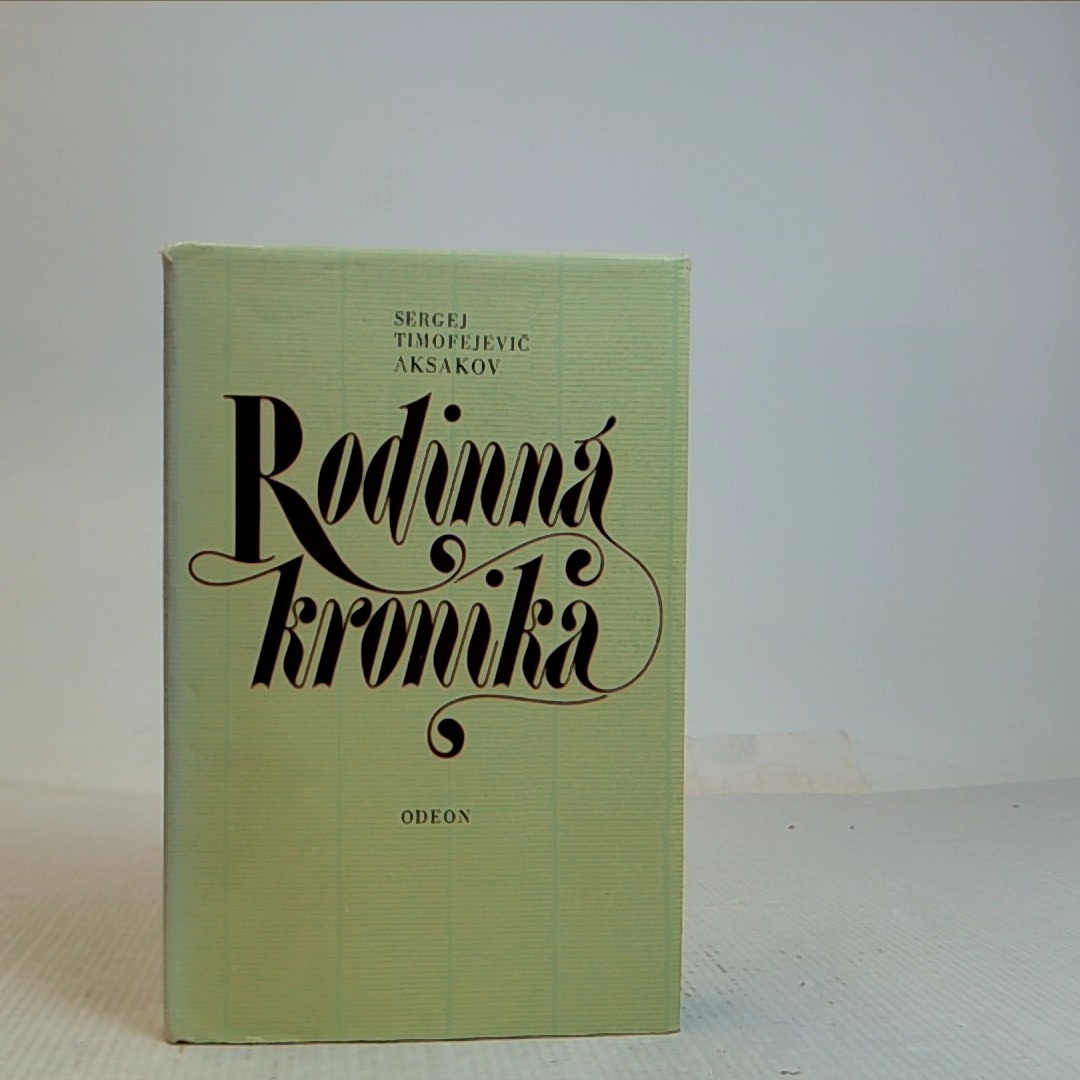 SERGEJ
TIMOFEJEVIČ
AKSAKOV
Rodinná
kronika
ODEON